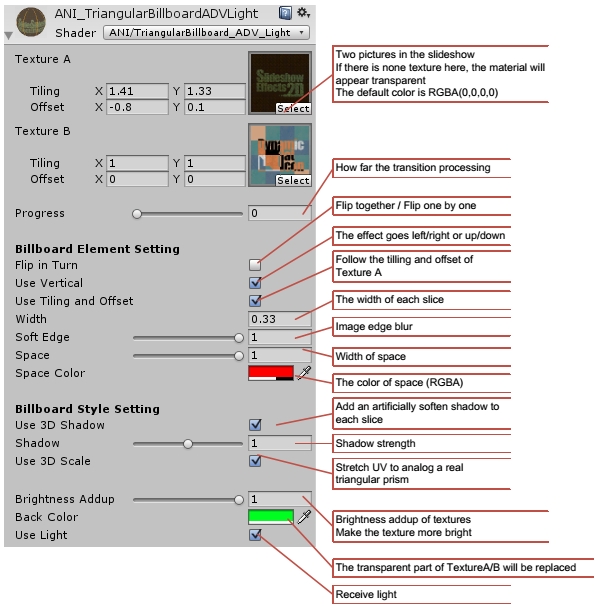 ANI_TriangularBillboardADVLight
Shader ANI/TriangularBillboard_ADV_Light
Texture A
Tiling X 1.41 Y 1.33
Offset X -0.8 Y 0.1
Slideshow
Effects 2D
Select
Two pictures in the slideshow
If there is none texture here, the material will
appear transparent
The default color is RGBA(0,0,0,0)
Texture B
Tiling X 1 Y 1
Offset X 0 Y 0
Select
How far the transition processing
Progress 0
Flip together / Flip one by one
Billboard Element Setting
The effect goes left/right or up/down
Flip in Turn
Use Vertical
Follow the tilling and offset of
Texture A
Use Tiling and Offset
Width 0.33
The width of each slice
Soft Edge 1
Image edge blur
Space 1
Width of space
Space Color
The color of space (RGBA)
Billboard Style Setting
Use 3D Shadow
Add an artificially soften shadow to
each slice
Shadow 1
Shadow strength
Use 3D Scale
Stretch UV to analog a real
triangular prism
Brightness Addup 1
Back Color
Brightness addup of textures
Make the texture more bright
Use Light
The transparent part of TextureA/B will be replaced
Receive light